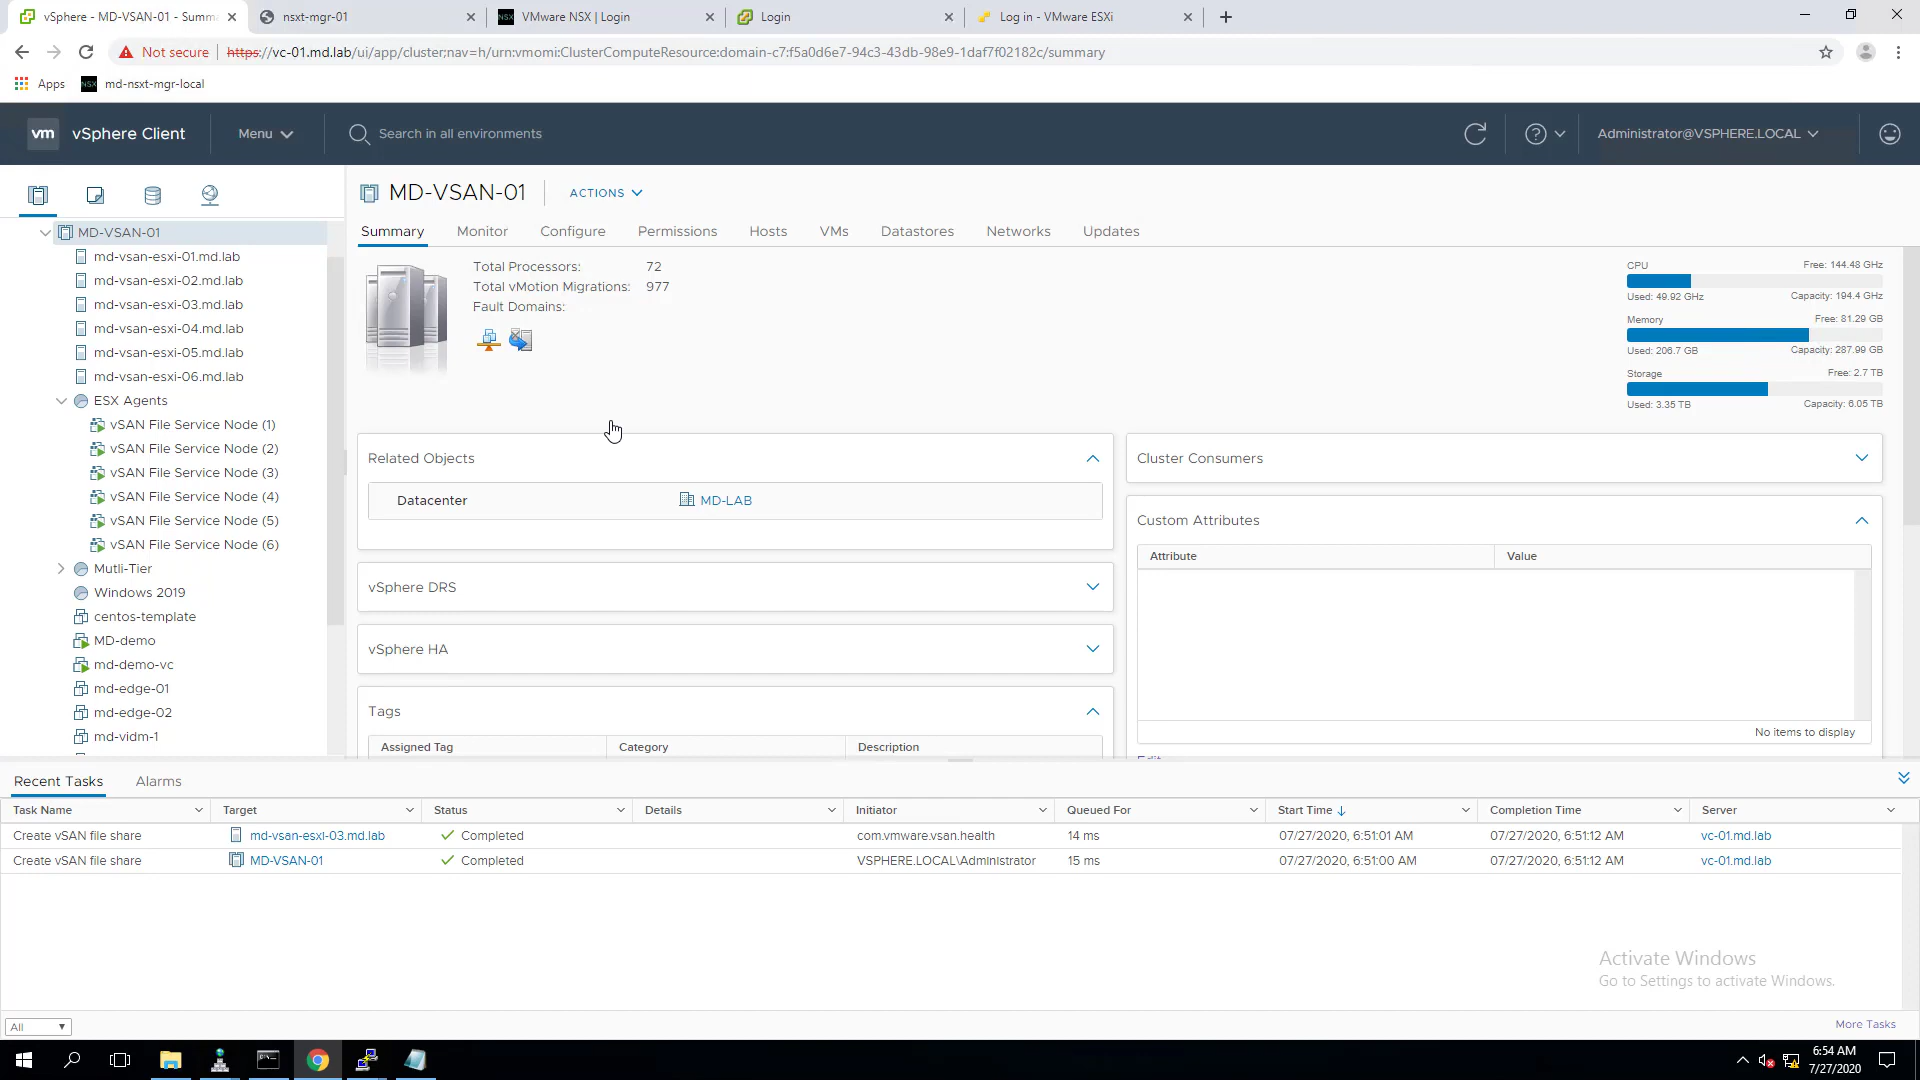 vSphere - MD-VSAN-01 - Summa
nsxt-mgr-01
VMware NSX | Login
Login
Log in - VMware ESXi
Not secure
https://vc-01.md.lab/ui/app/cluster;nav=h/urn:vmomi:ClusterComputeResource:domain-c7:f5a0d6e7-94c3-43db-98e9-1daf7f02182c/summary
Apps
NSX
md-nsxt-mgr-local
vm
vSphere Client
Menu
Search in all environments
Administrator@VSPHERE.LOCAL
MD-VSAN-01
md-vsan-esxi-01.md.lab
md-vsan-esxi-02.md.lab
md-vsan-esxi-03.md.lab
md-vsan-esxi-04.md.lab
md-vsan-esxi-05.md.lab
md-vsan-esxi-06.md.lab
ESX Agents
vSAN File Service Node (1)
vSAN File Service Node (2)
vSAN File Service Node (3)
vSAN File Service Node (4)
vSAN File Service Node (5)
vSAN File Service Node (6)
Mutli-Tier
Windows 2019
centos-template
MD-demo
md-demo-vc
md-edge-01
md-edge-02
md-vidm-1
MD-VSAN-01
ACTIONS
Summary Monitor Configure Permissions Hosts VMs Datastores Networks Updates
Total Processors: 72
Total vMotion Migrations: 977
Fault Domains:
CPU Free: 144.48 GHz
Used: 49.92 GHz Capacity: 194.4 GHz
Memory Free: 81.29 GB
Used: 206.7 GB Capacity: 287.99 GB
Storage Free: 2.7 TB
Used: 3.35 TB Capacity: 6.05 TB
Related Objects
Datacenter MD-LAB
vSphere DRS
vSphere HA
Tags
Assigned Tag Category Description
Cluster Consumers
Custom Attributes
Attribute Value
No items to display
Edit
Recent Tasks Alarms
Task Name Target Status Details Initiator Queued For Start Time Completion Time Server
Create vSAN file share md-vsan-esxi-03.md.lab Completed com.vmware.vsan.health 14 ms 07/27/2020, 6:51:01 AM 07/27/2020, 6:51:12 AM vc-01.md.lab
Create vSAN file share MD-VSAN-01 Completed VSPHERE.LOCAL\Administrator 15 ms 07/27/2020, 6:51:00 AM 07/27/2020, 6:51:12 AM vc-01.md.lab
Activate Windows
Go to Settings to activate Windows.
All
More Tasks
6:54 AM
7/27/2020